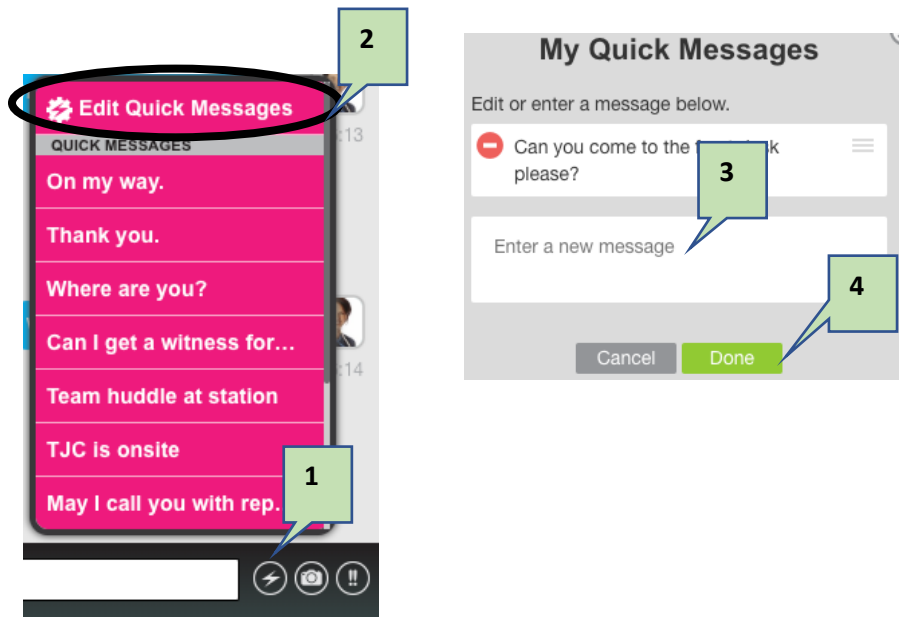 2
Edit Quick Messages
:13
QUICK MESSAGES
On my way.
Thank you.
Where are you?
Can I get a witness for...
:14
Team huddle at station
TJC is onsite
1
May I call you with rep.
My Quick Messages
Edit or enter a message below.
Can you come to the
please?
3
Enter a new message
4
Cancel Done